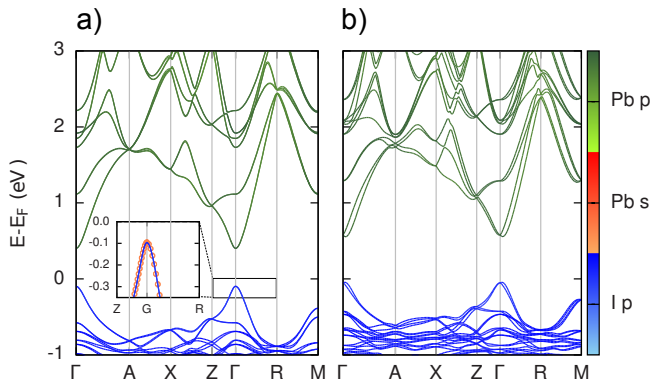 a)
b)
E-E_F (eV)
3
2
1
0
-1
0.0
-0.1
-0.2
-0.3
Z G R
Γ A X Z Γ R M
Γ A X Z Γ R M
Pb p
Pb s
I p